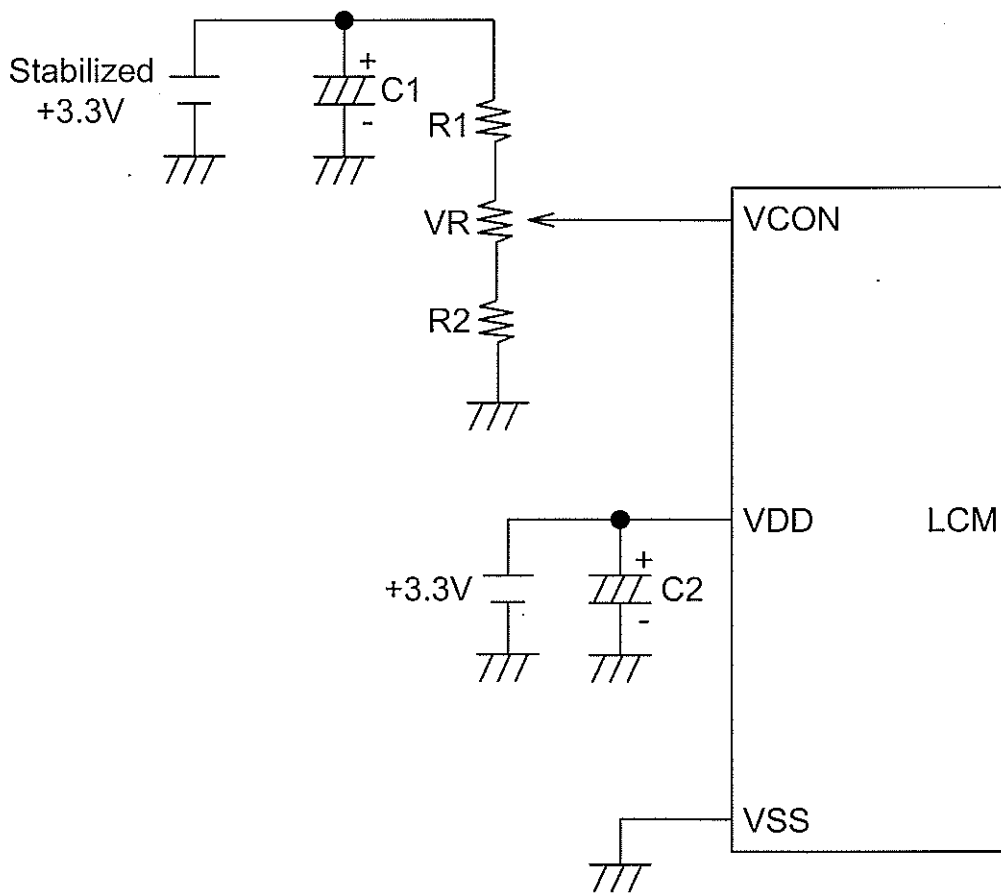 Stabilized
+3.3V
+
C1
-
R1
VR
VCON
R2
VDD
LCM
+3.3V
+
C2
-
VSS